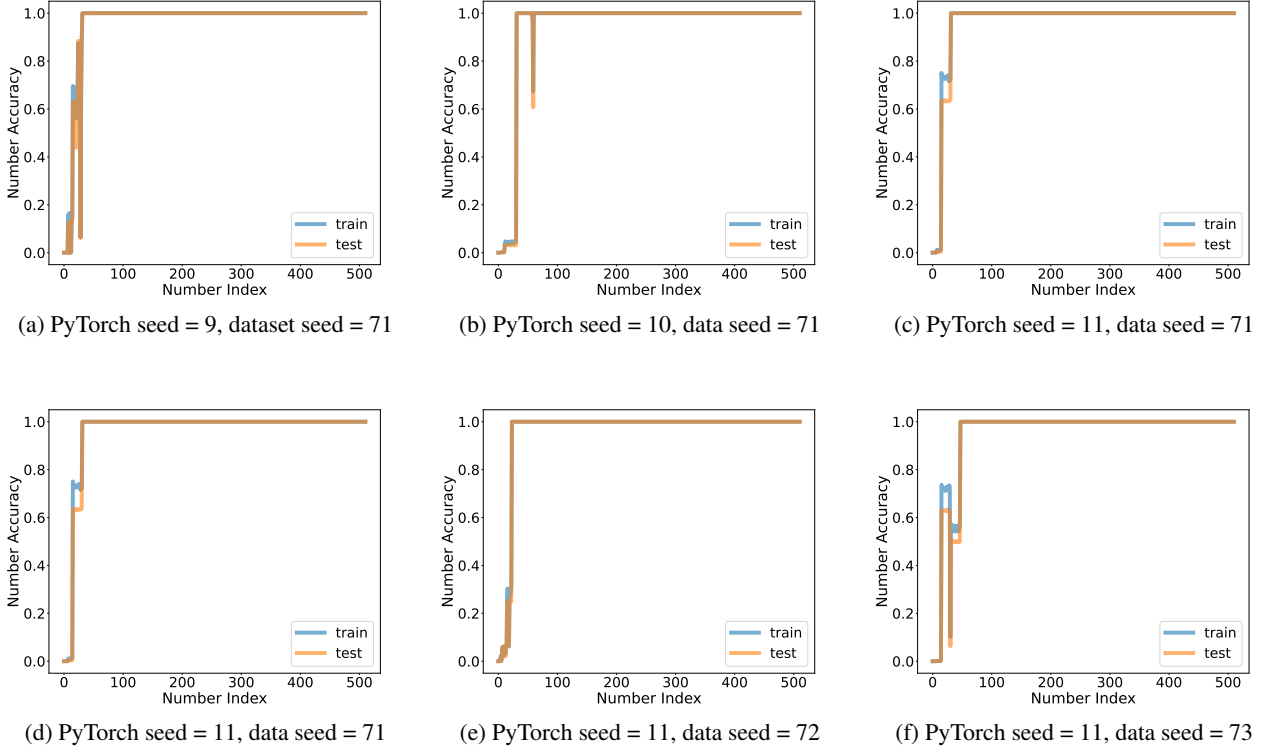 1.0
0.8
0.6
0.4
0.2
0.0
Number Accuracy
train
test
0 100 200 300 400 500
Number Index
(a) PyTorch seed = 9, dataset seed = 71
1.0
0.8
0.6
0.4
0.2
0.0
Number Accuracy
train
test
0 100 200 300 400 500
Number Index
(b) PyTorch seed = 10, data seed = 71
1.0
0.8
0.6
0.4
0.2
0.0
Number Accuracy
train
test
0 100 200 300 400 500
Number Index
(c) PyTorch seed = 11, data seed = 71
1.0
0.8
0.6
0.4
0.2
0.0
Number Accuracy
train
test
0 100 200 300 400 500
Number Index
(d) PyTorch seed = 11, data seed = 71
1.0
0.8
0.6
0.4
0.2
0.0
Number Accuracy
train
test
0 100 200 300 400 500
Number Index
(e) PyTorch seed = 11, data seed = 72
1.0
0.8
0.6
0.4
0.2
0.0
Number Accuracy
train
test
0 100 200 300 400 500
Number Index
(f) PyTorch seed = 11, data seed = 73